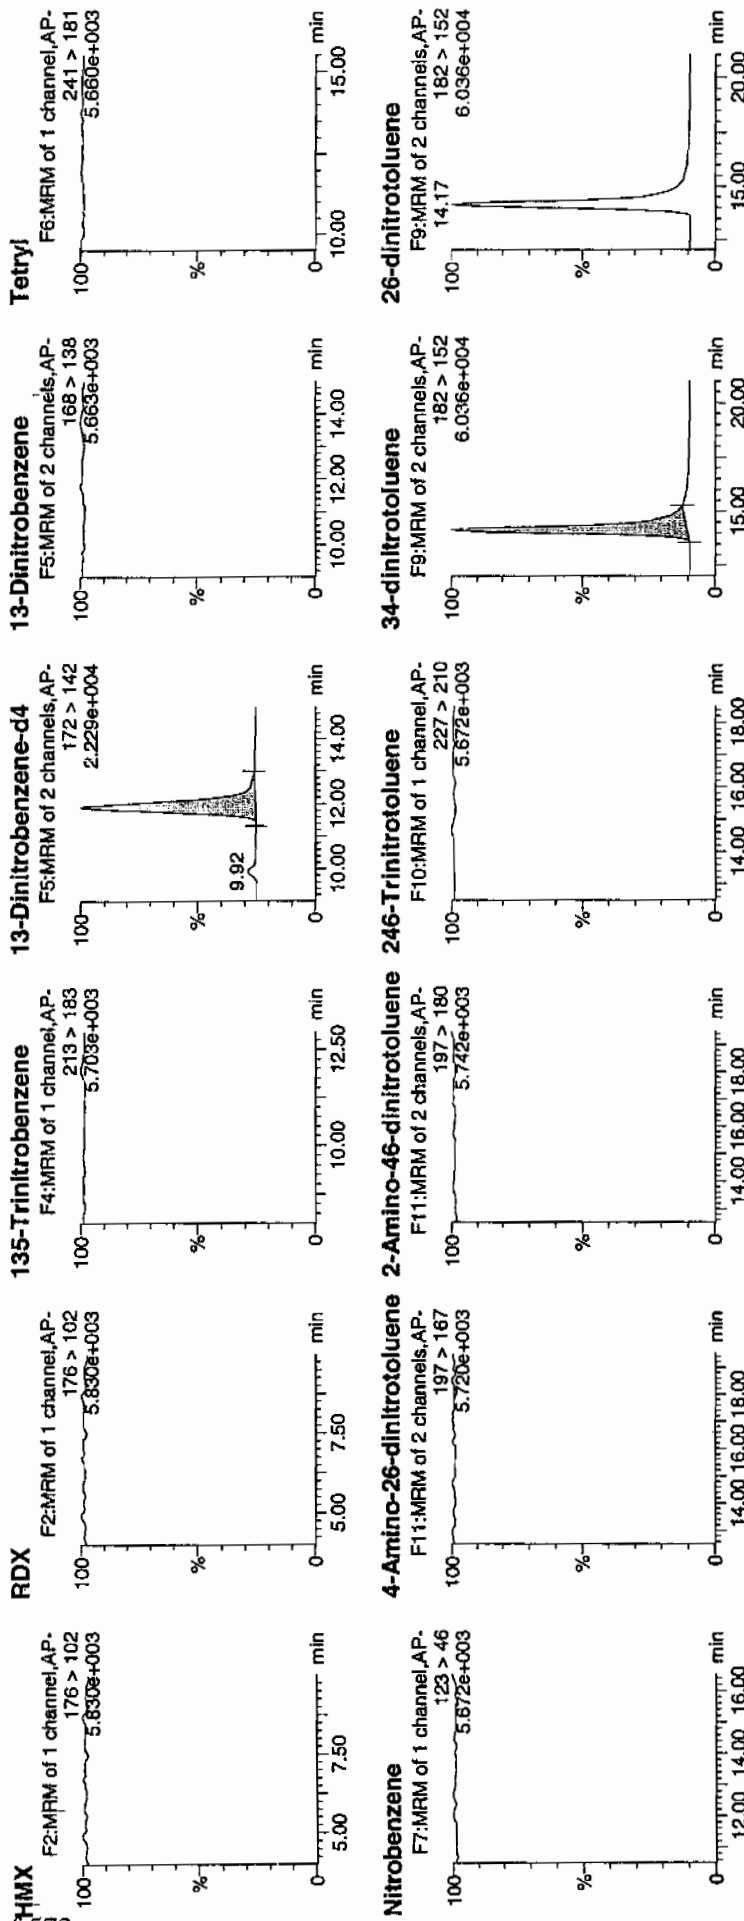 HMX
F2:MRM of 1 channel,AP-
176 > 102
5.830e+003
100
%
0
5.00
7.50
min
RDX
F2:MRM of 1 channel,AP-
176 > 102
5.830e+003
100
%
0
5.00
7.50
min
135-Trinitrobenzene
F4:MRM of 1 channel,AP-
213 > 183
5.703e+003
100
%
0
10.00
12.50
min
13-Dinitrobenzene-d4
F5:MRM of 2 channels,AP-
172 > 142
2.229e+004
100
9.92
%
0
10.00
12.00
14.00
min
13-Dinitrobenzene
F5:MRM of 2 channels,AP-
168 > 138
5.663e+003
100
%
0
10.00
12.00
14.00
min
Tetryl
F6:MRM of 1 channel,AP-
241 > 181
5.660e+003
100
%
0
10.00
15.00
min
Nitrobenzene
F7:MRM of 1 channel,AP-
123 > 46
5.672e+003
100
%
0
12.00
14.00
16.00
min
4-Amino-26-dinitrotoluene
F11:MRM of 2 channels,AP-
197 > 167
5.720e+003
100
%
0
14.00
16.00
18.00
min
2-Amino-46-dinitrotoluene
F11:MRM of 2 channels,AP-
197 > 180
5.742e+003
100
%
0
14.00
16.00
18.00
min
246-Trinitrotoluene
F10:MRM of 1 channel,AP-
227 > 210
5.672e+003
100
%
0
14.00
16.00
18.00
min
34-dinitrotoluene
F9:MRM of 2 channels,AP-
182 > 152
6.036e+004
100
%
0
15.00
20.00
min
26-dinitrotoluene
F9:MRM of 2 channels,AP-
182 > 152
6.036e+004
100
14.17
%
0
15.00
20.00
min